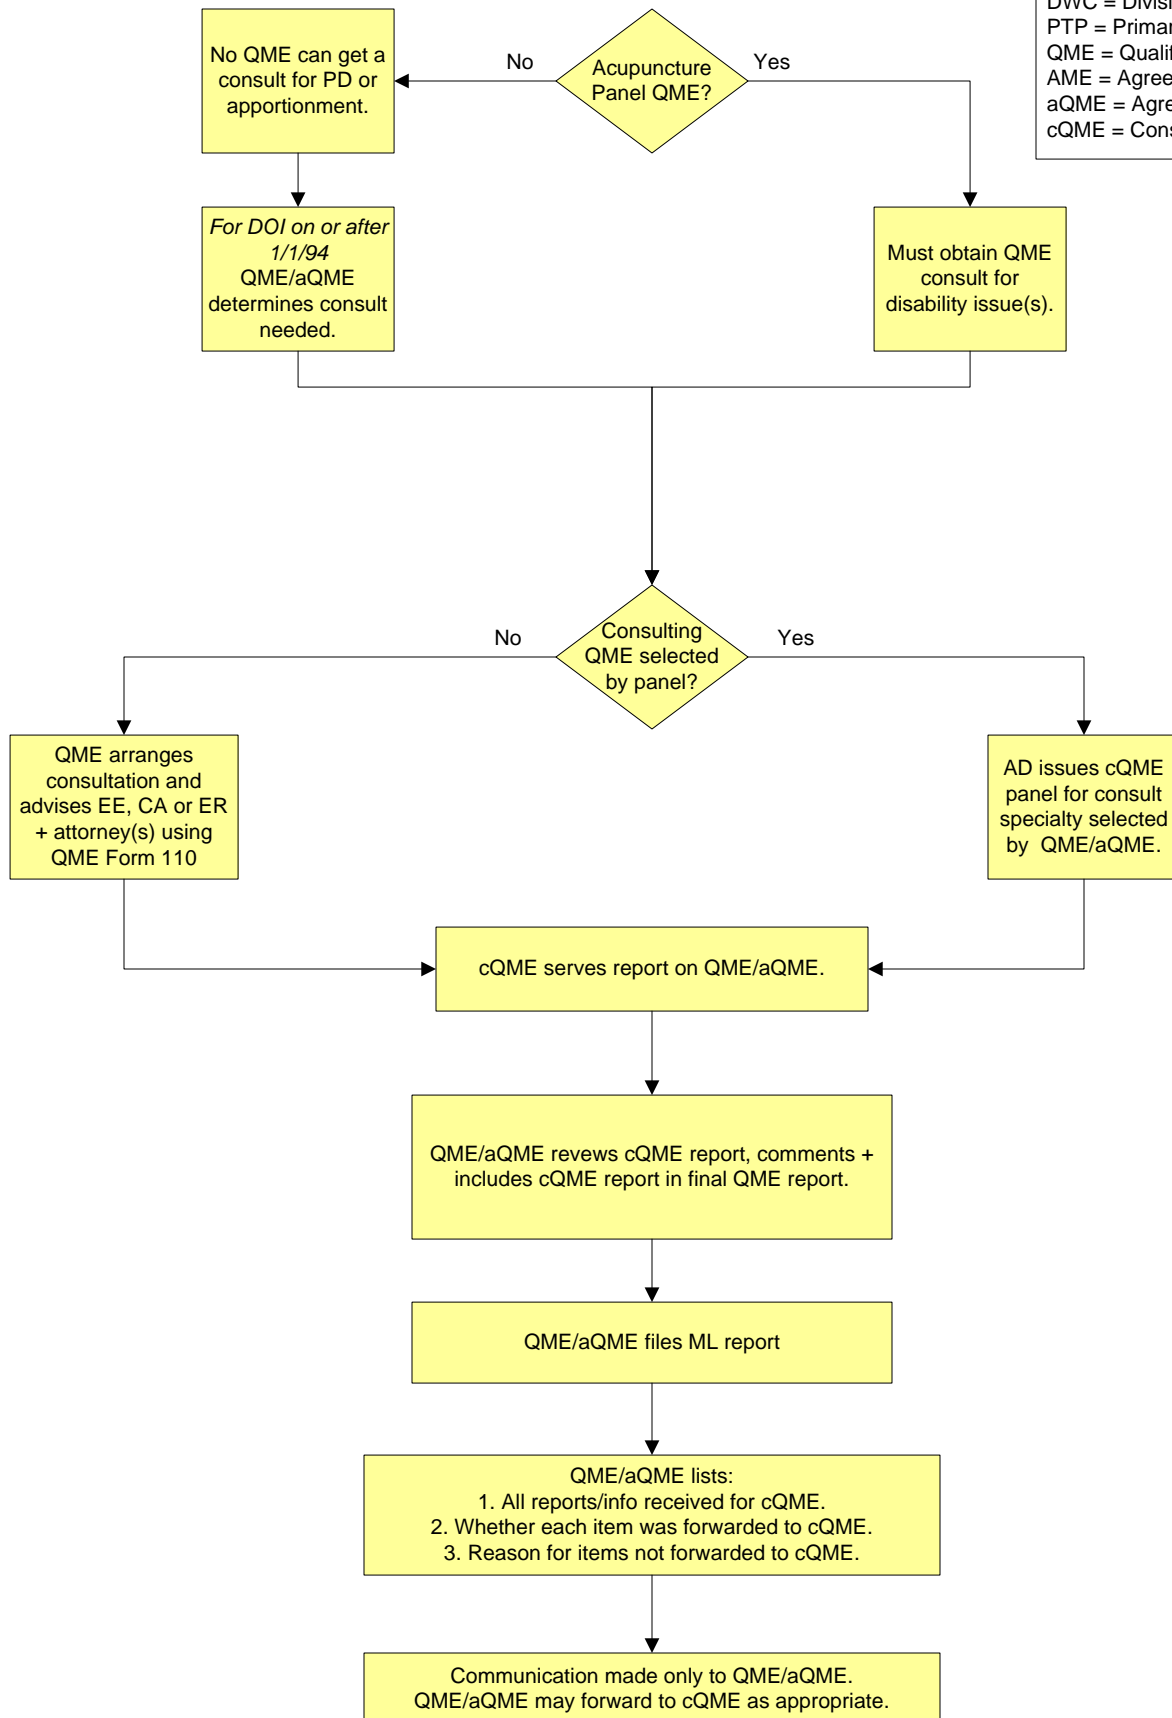 DWC = Divisi
PTP = Primar
QME = Qualif
AME = Agree
aQME = Agre
cQME = Cons
No QME can get a
consult for PD or
apportionment.
No
Acupuncture
Panel QME?
Yes
For DOI on or after
1/1/94
QME/aQME
determines consult
needed.
Must obtain QME
consult for
disability issue(s).
No
Consulting
QME selected
by panel?
Yes
QME arranges
consultation and
advises EE, CA or ER
+ attorney(s) using
QME Form 110
AD issues cQME
panel for consult
specialty selected
by QME/aQME.
cQME serves report on QME/aQME.
QME/aQME revews cQME report, comments +
includes cQME report in final QME report.
QME/aQME files ML report
QME/aQME lists:
1. All reports/info received for cQME.
2. Whether each item was forwarded to cQME.
3. Reason for items not forwarded to cQME.
Communication made only to QME/aQME.
QME/aQME may forward to cQME as appropriate.